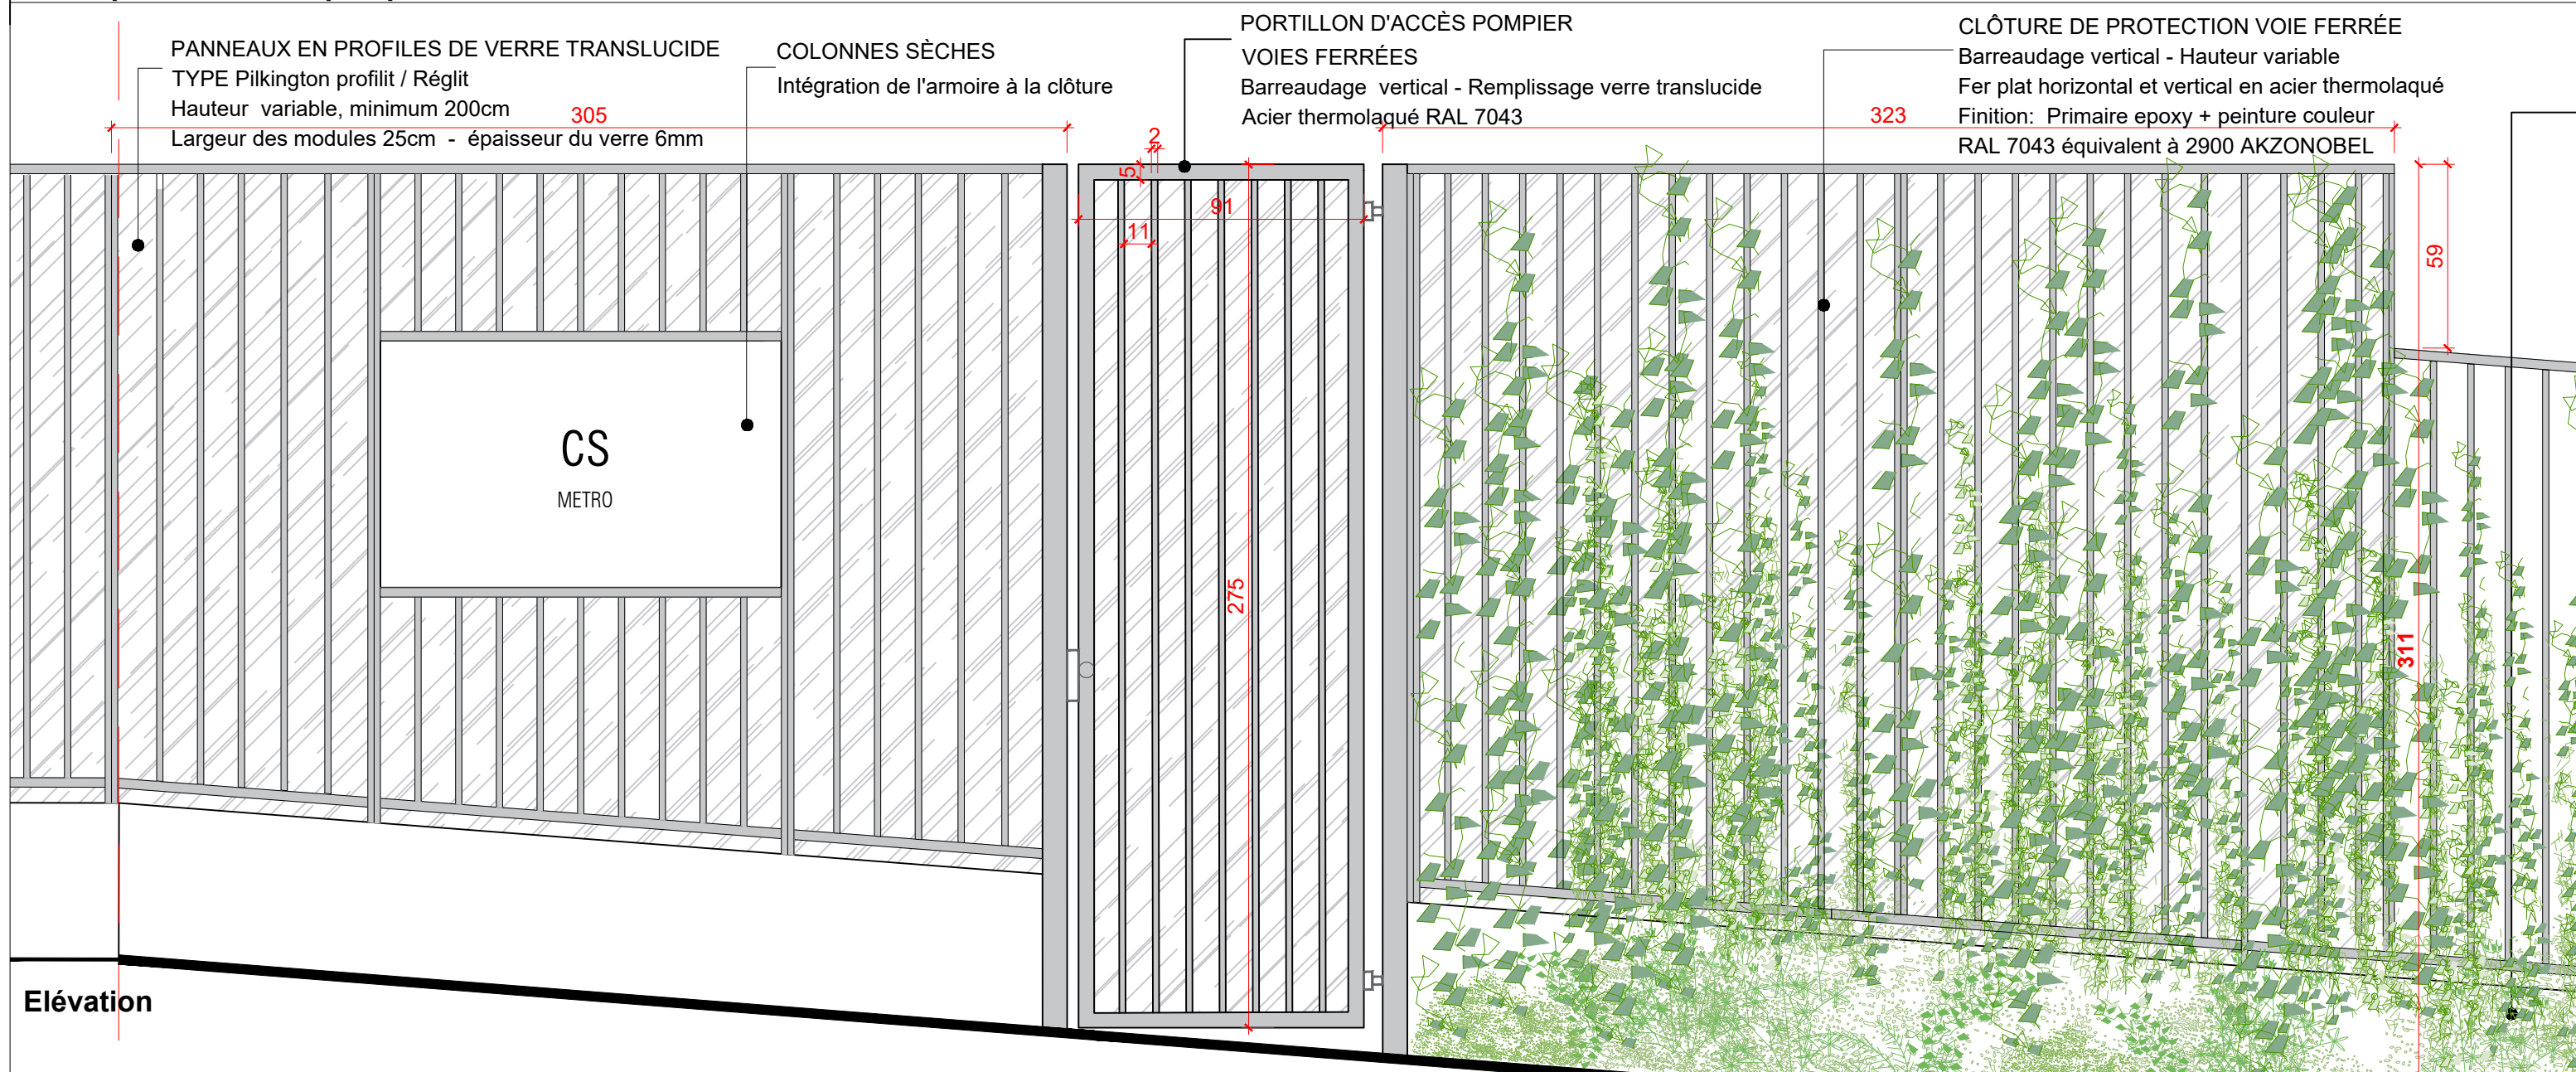 PANNEAUX EN PROFILES DE VERRE TRANSLUCIDE
TYPE Pilkington profilit / Réglit
Hauteur variable, minimum 200cm
Largeur des modules 25cm - épaisseur du verre 6mm
COLONNES SÈCHES
Intégration de l'armoire à la clôture
PORTILLON D'ACCÈS POMPIER
VOIES FERRÉES
Barreaudage vertical - Remplissage verre translucide
Acier thermolaqué RAL 7043
CLÔTURE DE PROTECTION VOIE FERRÉE
Barreaudage vertical - Hauteur variable
Fer plat horizontal et vertical en acier thermolaqué
Finition: Primaire epoxy + peinture couleur
RAL 7043 équivalent à 2900 AKZONOBEL
305
2
5
91
11
275
323
59
311
CS
METRO
Elévation